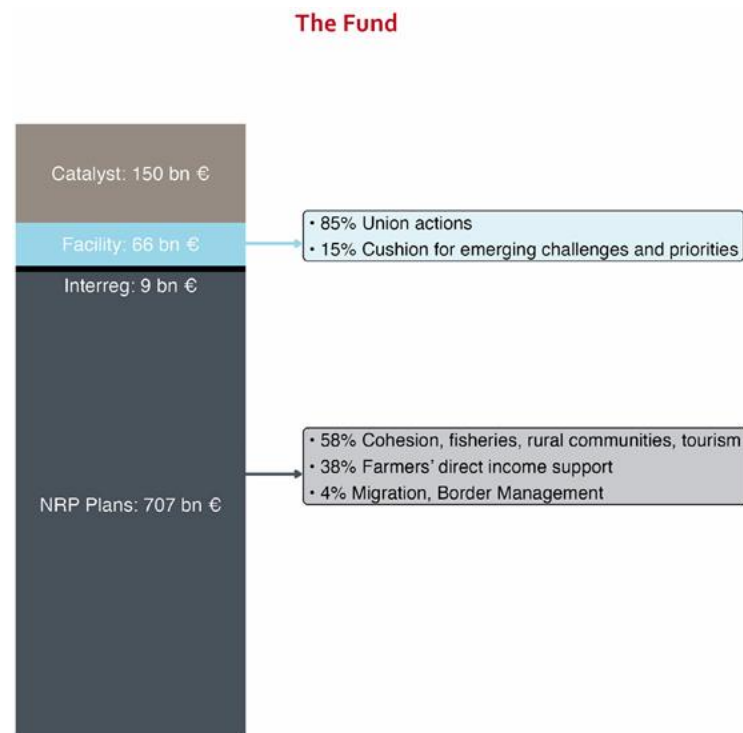 The Fund
Catalyst: 150 bn €
Facility: 66 bn €
• 85% Union actions
• 15% Cushion for emerging challenges and priorities
Interreg: 9 bn €
NRP Plans: 707 bn €
• 58% Cohesion, fisheries, rural communities, tourism
• 38% Farmers' direct income support
• 4% Migration, Border Management